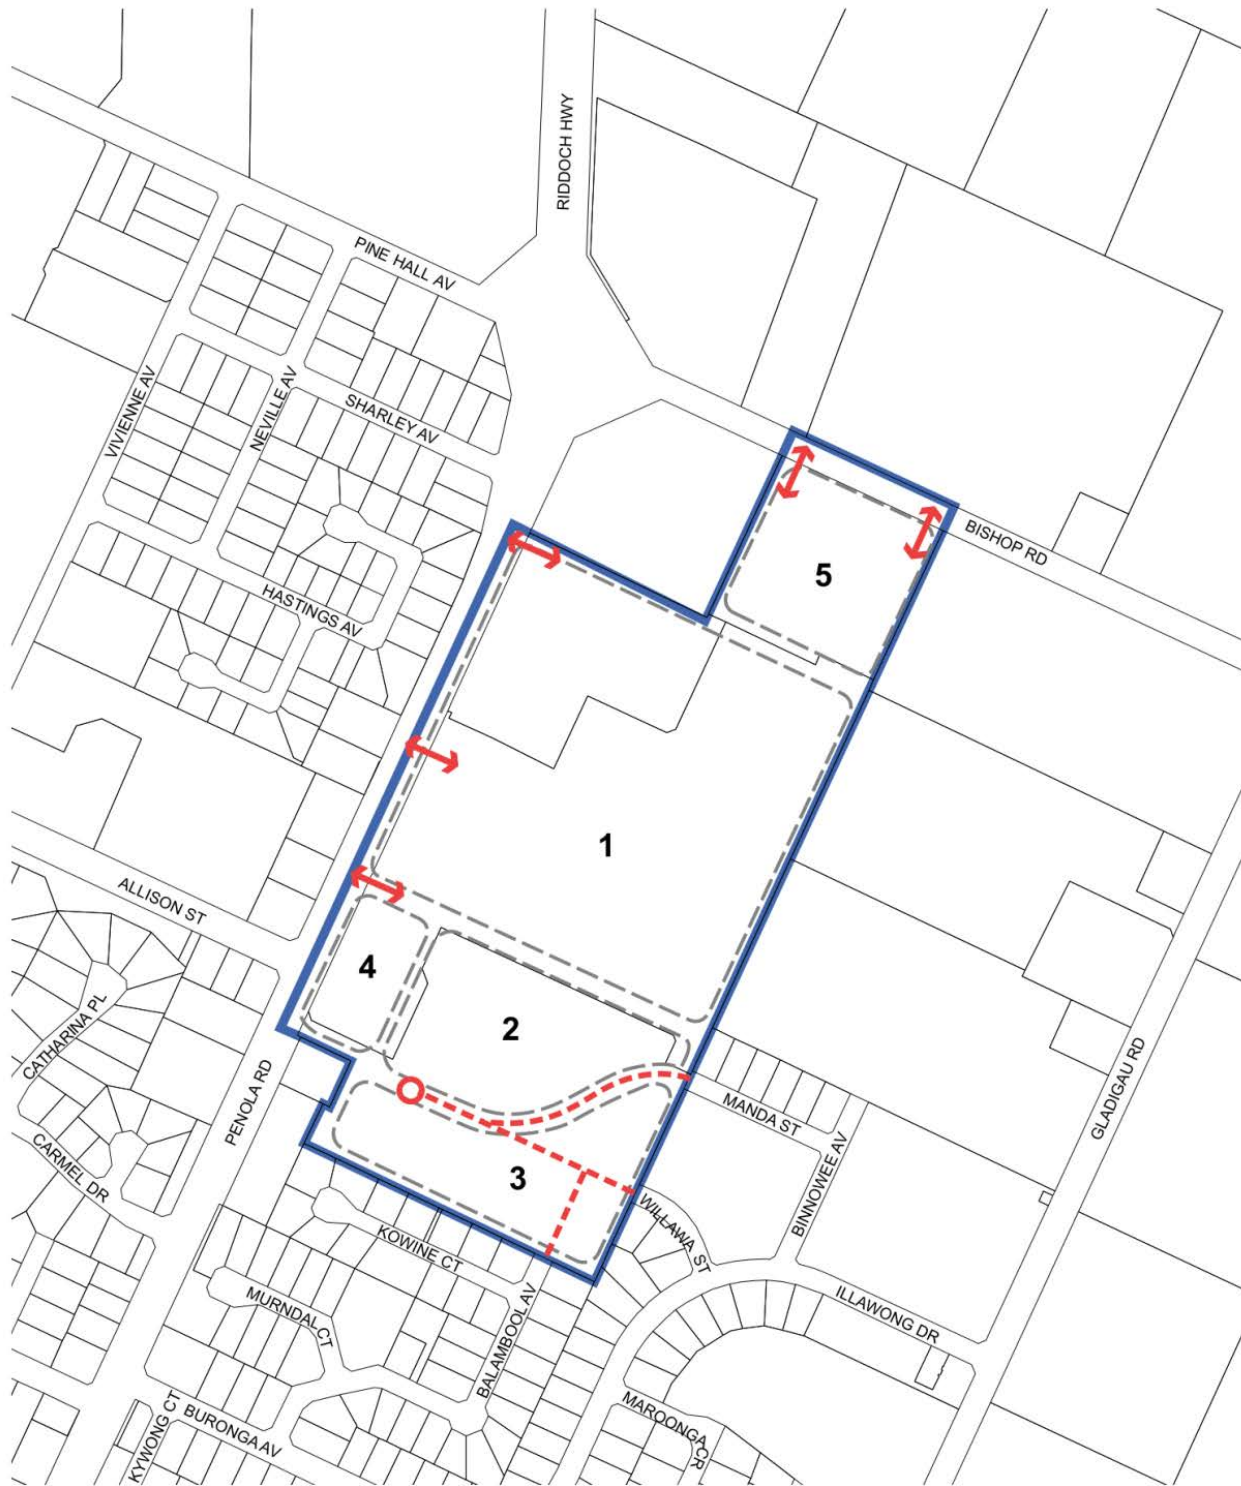 RIDDOCH HWY
PINE HALL AV
VIVIENNE AV
NEVILLE AV
SHARLEY AV
BISHOP RD
5
HASTINGS AV
1
ALLISON ST
4
CATHARINA PL
2
PENOLA RD
MANDA ST
GLADIGAU RD
CARMEL DR
BINNOWEE AV
3
WILLAWA ST
KOWINE CT
MURNDAL CT
ILLAWONG DR
BALAMBOOL AV
MAROONGA CR
KYWONG CT
BURONGA AV